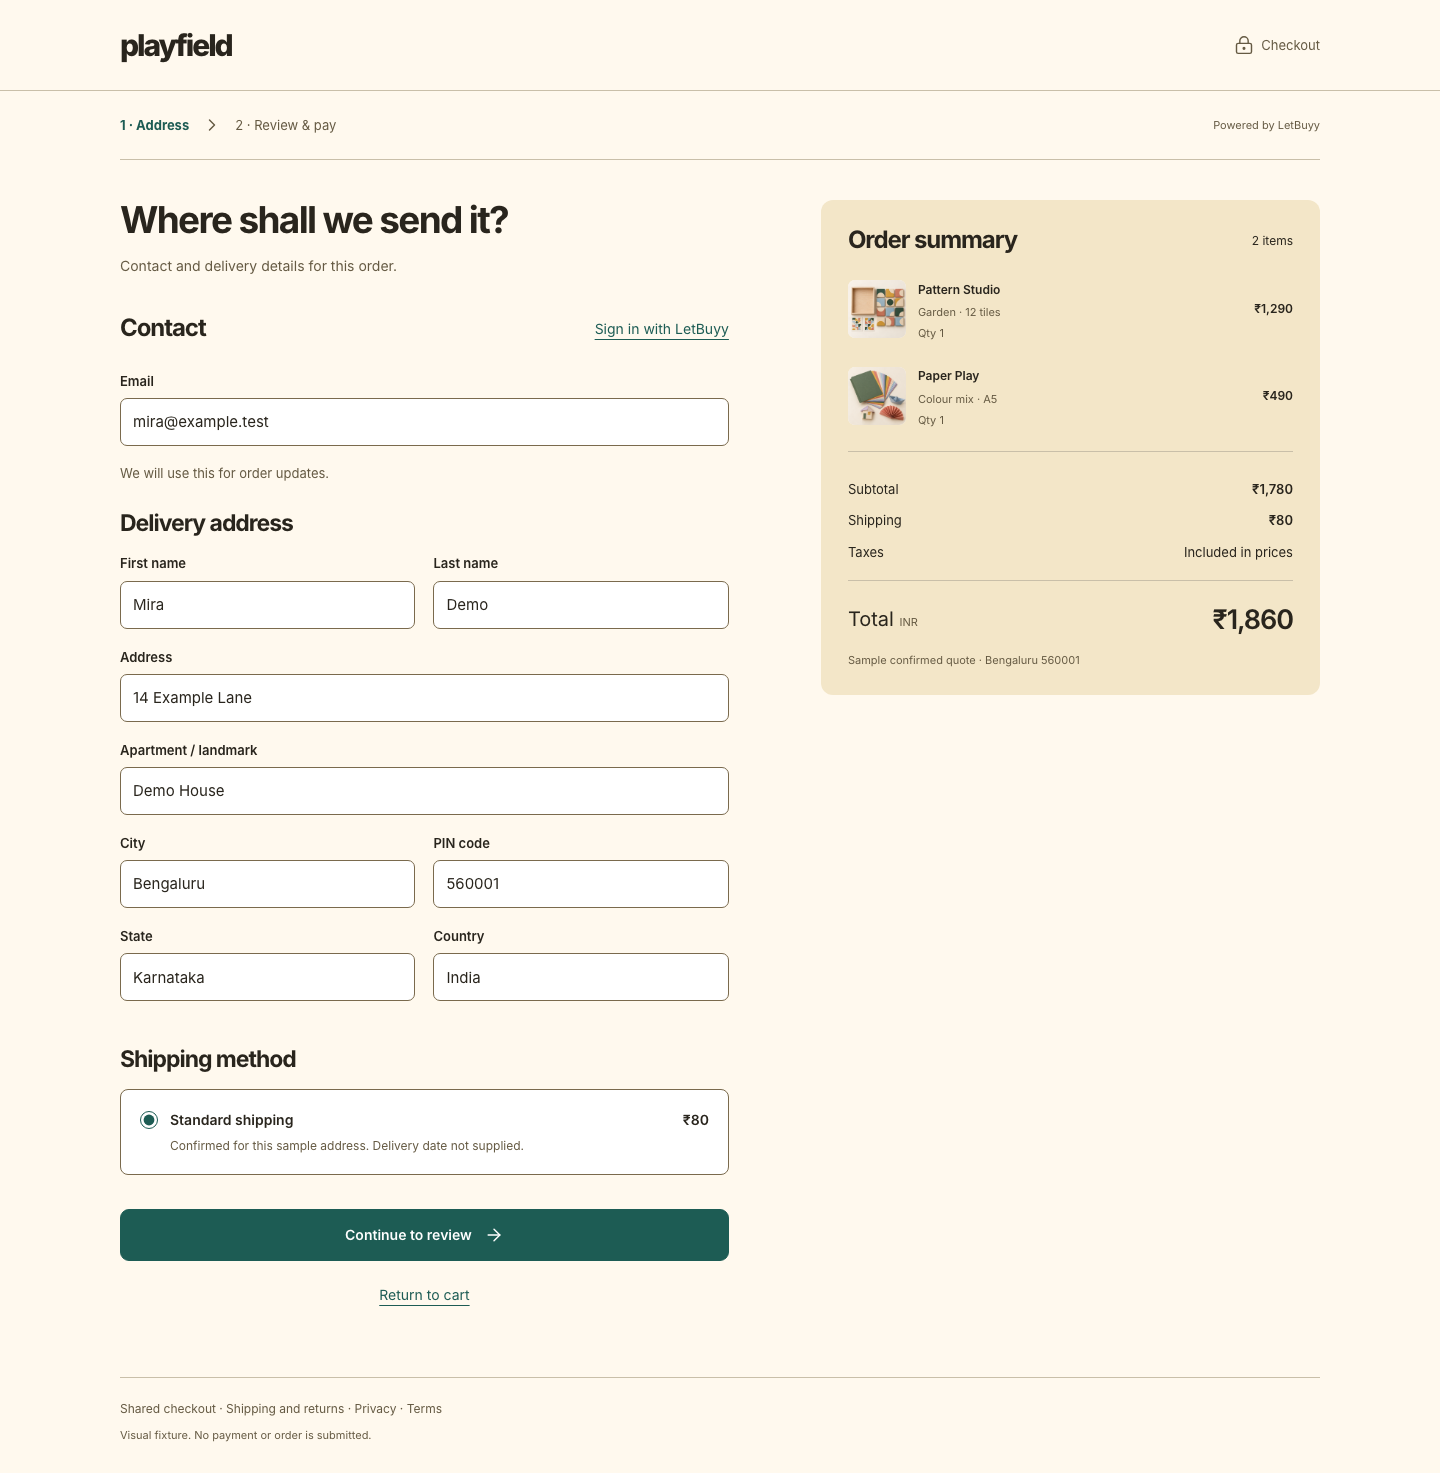 playfield
Checkout
1 · Address
2 · Review & pay
Powered by LetBuyy
Where shall we send it?
Contact and delivery details for this order.
Contact
Sign in with LetBuyy
Email
mira@example.test
We will use this for order updates.
Delivery address
First name
Last name
Mira
Demo
Address
14 Example Lane
Apartment / landmark
Demo House
City
PIN code
Bengaluru
560001
State
Country
Karnataka
India
Shipping method
Standard shipping
₹80
Confirmed for this sample address. Delivery date not supplied.
Continue to review
Return to cart
Order summary
2 items
Pattern Studio
Garden · 12 tiles
Qty 1
₹1,290
Paper Play
Colour mix · A5
Qty 1
₹490
Subtotal
₹1,780
Shipping
₹80
Taxes
Included in prices
Total INR
₹1,860
Sample confirmed quote · Bengaluru 560001
Shared checkout · Shipping and returns · Privacy · Terms
Visual fixture. No payment or order is submitted.